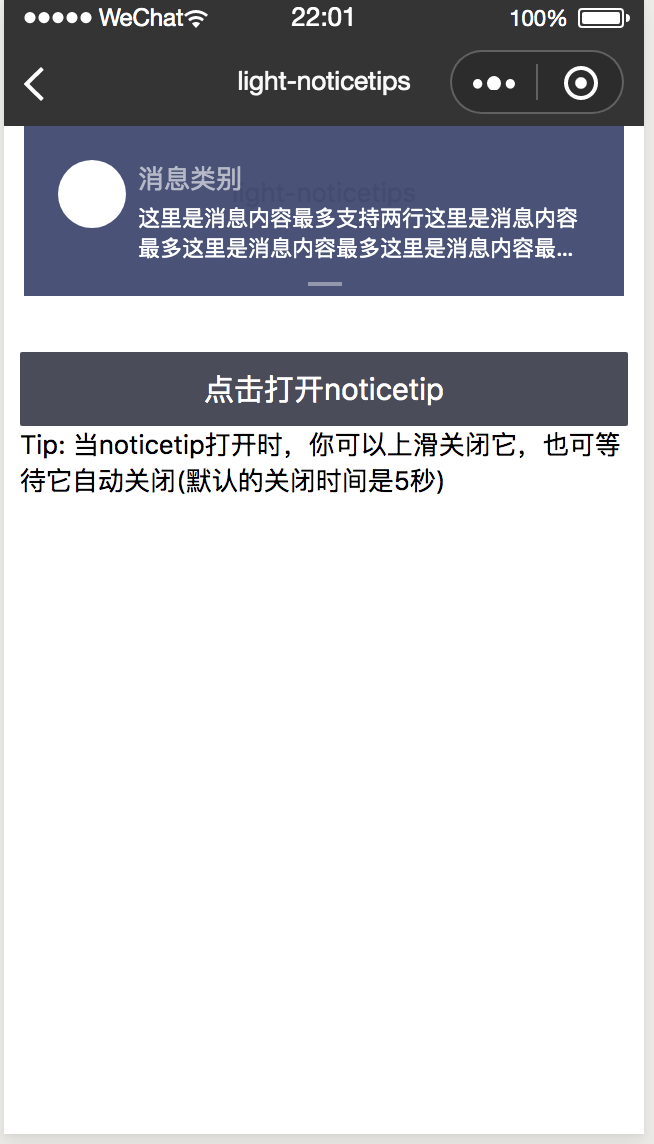 WeChat 22:01 100%
light-noticetips
消息类别
light-noticetips
这里是消息内容最多支持两行这里是消息内容
最多这里是消息内容最多这里是消息内容最...
点击打开noticetip
Tip: 当noticetip打开时，你可以上滑关闭它，也可等
待它自动关闭(默认的关闭时间是5秒)